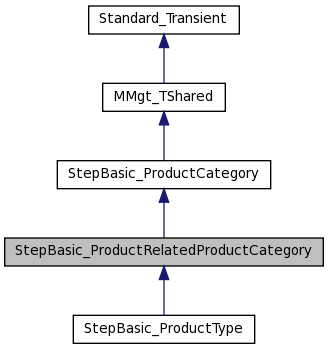 Standard_Transient
MMgt_TShared
StepBasic_ProductCategory
StepBasic_ProductRelatedProductCategory
StepBasic_ProductType